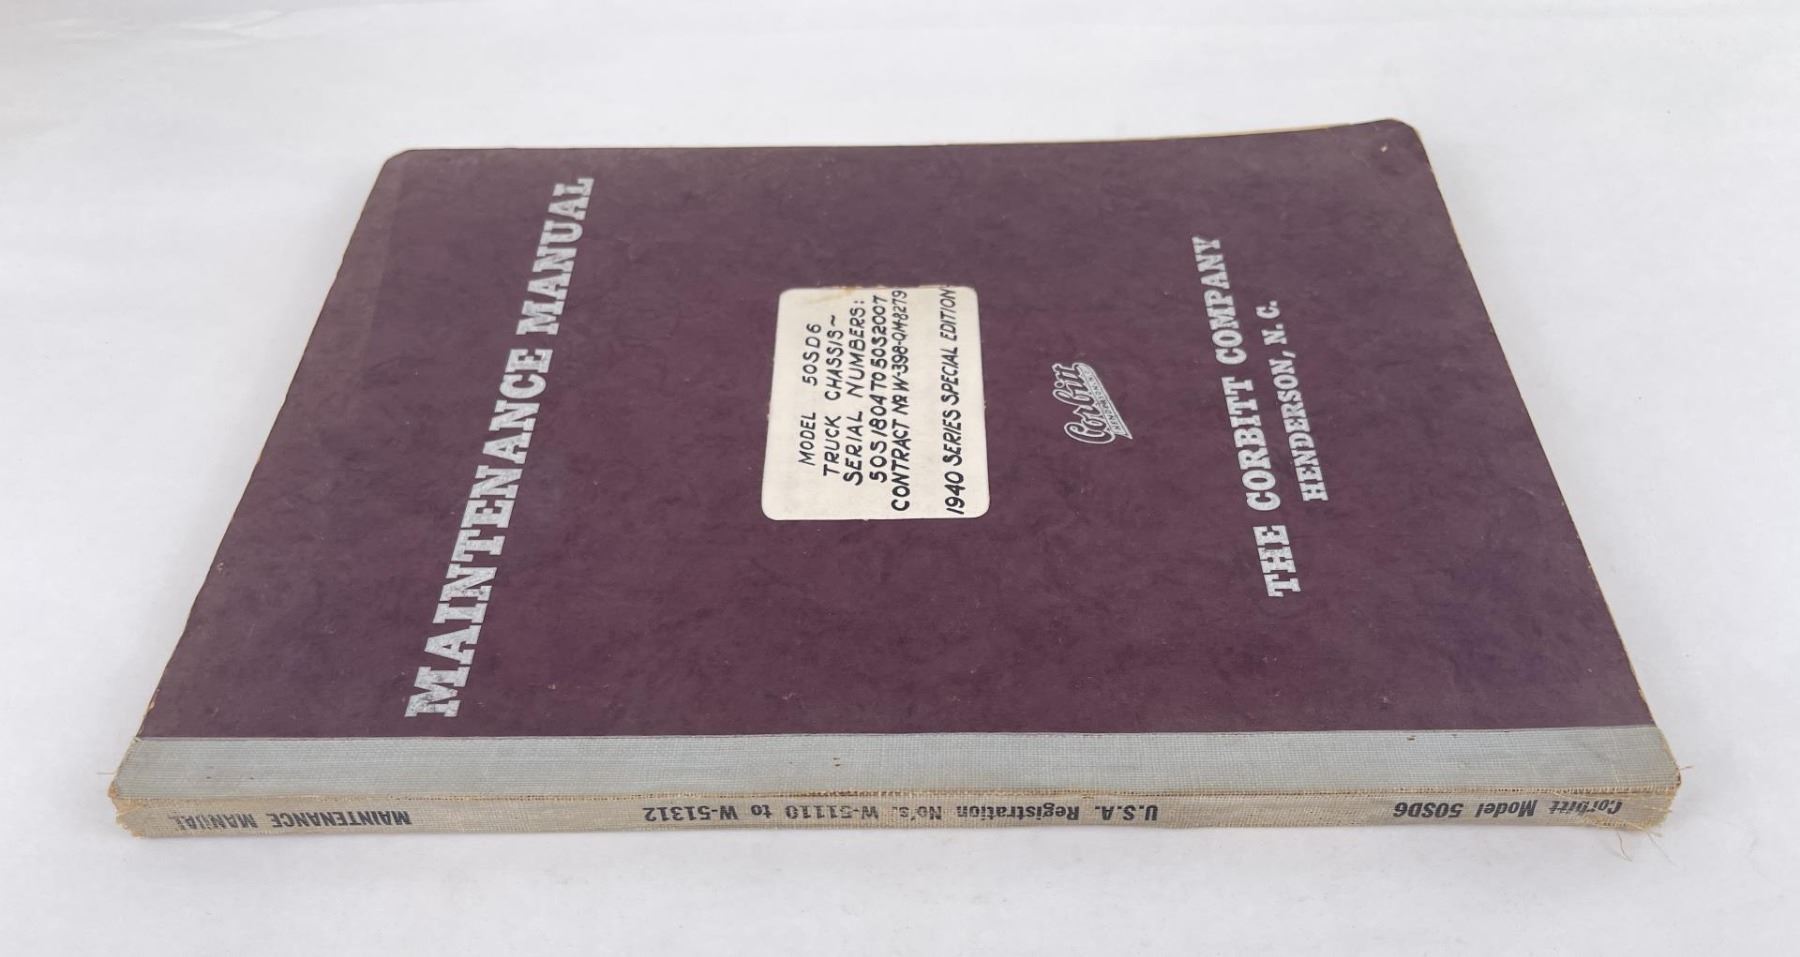 MAINTENANCE MANUAL
MODEL 50SD6
TRUCK CHASSIS~
SERIAL NUMBERS:
50S1804 TO 50S2007
CONTRACT № W-398-QM-8279
1940 SERIES SPECIAL EDITION
Corbitt
THE CORBITT COMPANY
HENDERSON, N. C.
Corbitt Model 50SD6 U.S.A. Registration No's. W-51110 to W-51312 MAINTENANCE MANUAL